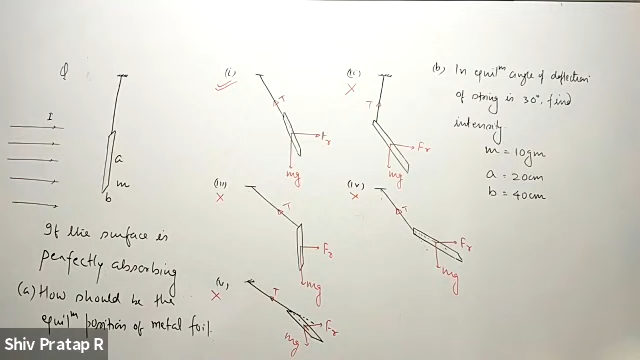 Q
I
a
m
b
If the surface is
perfectly absorbing
(a) How should be the
equilm position of metal foil.
(i)
T
Fr
mg
(ii)
T
Fr
mg
(iii)
T
Fr
mg
(iv)
T
Fr
mg
(v)
T
Fr
mg
(b) In equilm angle of deflection
of string is 30°. find
intensity.
m = 10gm
a = 20cm
b = 40cm
Shiv Pratap R